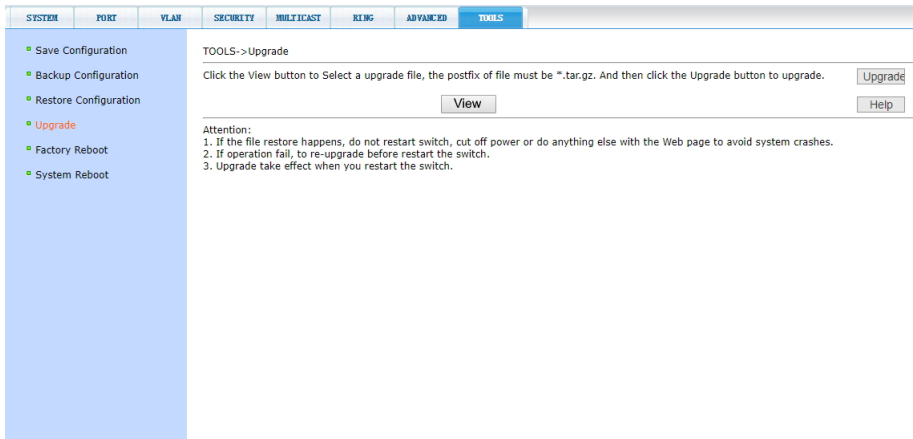 SYSTEM PORT VLAN SECURITY MULTICAST RING ADVANCED TOOLS
Save Configuration
Backup Configuration
Restore Configuration
Upgrade
Factory Reboot
System Reboot
TOOLS->Upgrade
Click the View button to Select a upgrade file, the postfix of file must be *.tar.gz. And then click the Upgrade button to upgrade.
Upgrade
View
Help
Attention:
1. If the file restore happens, do not restart switch, cut off power or do anything else with the Web page to avoid system crashes.
2. If operation fail, to re-upgrade before restart the switch.
3. Upgrade take effect when you restart the switch.